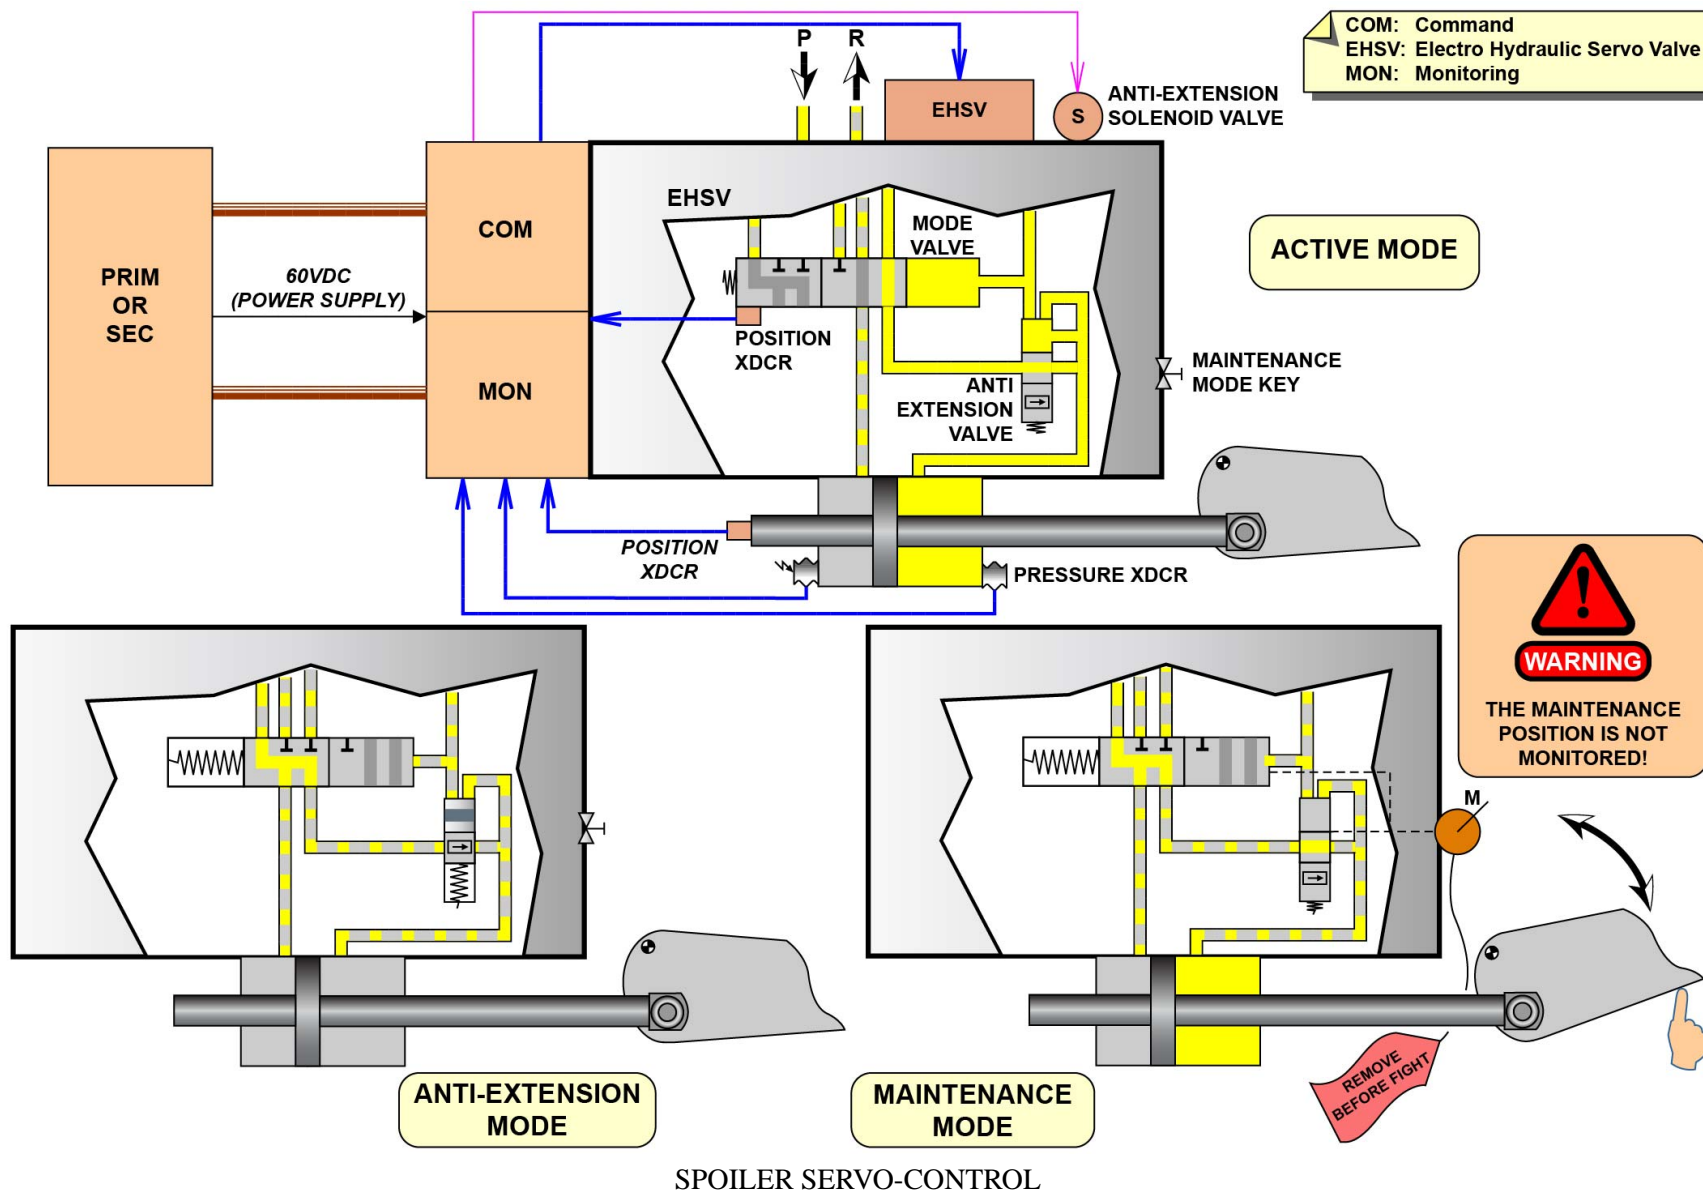 COM: Command
EHSV: Electro Hydraulic Servo Valve
MON: Monitoring
P
R
EHSV
S
ANTI-EXTENSION
SOLENOID VALVE
PRIM
OR
SEC
60VDC
(POWER SUPPLY)
COM
MON
EHSV
MODE
VALVE
POSITION
XDCR
ANTI
EXTENSION
VALVE
MAINTENANCE
MODE KEY
ACTIVE MODE
POSITION
XDCR
PRESSURE XDCR
WARNING
THE MAINTENANCE
POSITION IS NOT
MONITORED!
M
REMOVE
BEFORE FIGHT
ANTI-EXTENSION
MODE
MAINTENANCE
MODE
SPOILER SERVO-CONTROL